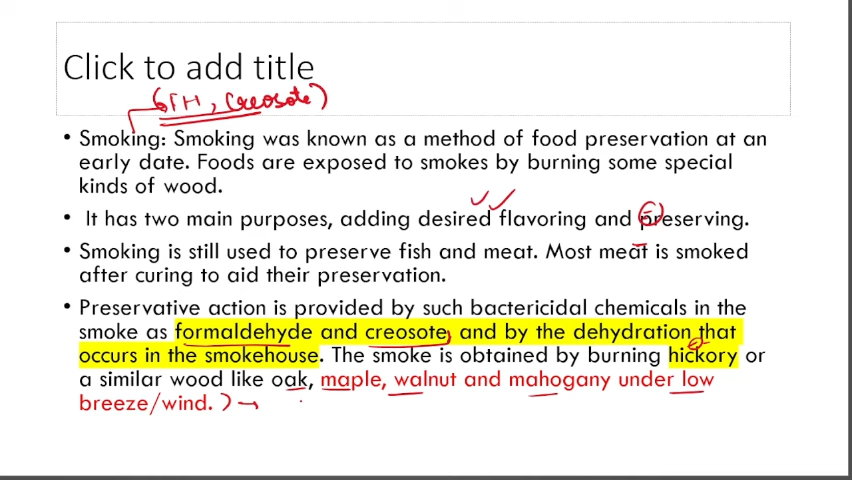 Click to add title
Creosote)
• Smoking: Smoking was known as a method of food preservation at an
early date. Foods are exposed to smokes by burning some special
kinds of wood.
• It has two main purposes, adding desired flavoring and preserving.
• Smoking is still used to preserve fish and meat. Most meat is smoked
after curing to aid their preservation.
• Preservative action is provided by such bactericidal chemicals in the
smoke as formaldehyde and creosote, and by the dehydration that
occurs in the smokehouse. The smoke is obtained by burning hickory or
a similar wood like oak, maple, walnut and mahogany under low
breeze/wind.